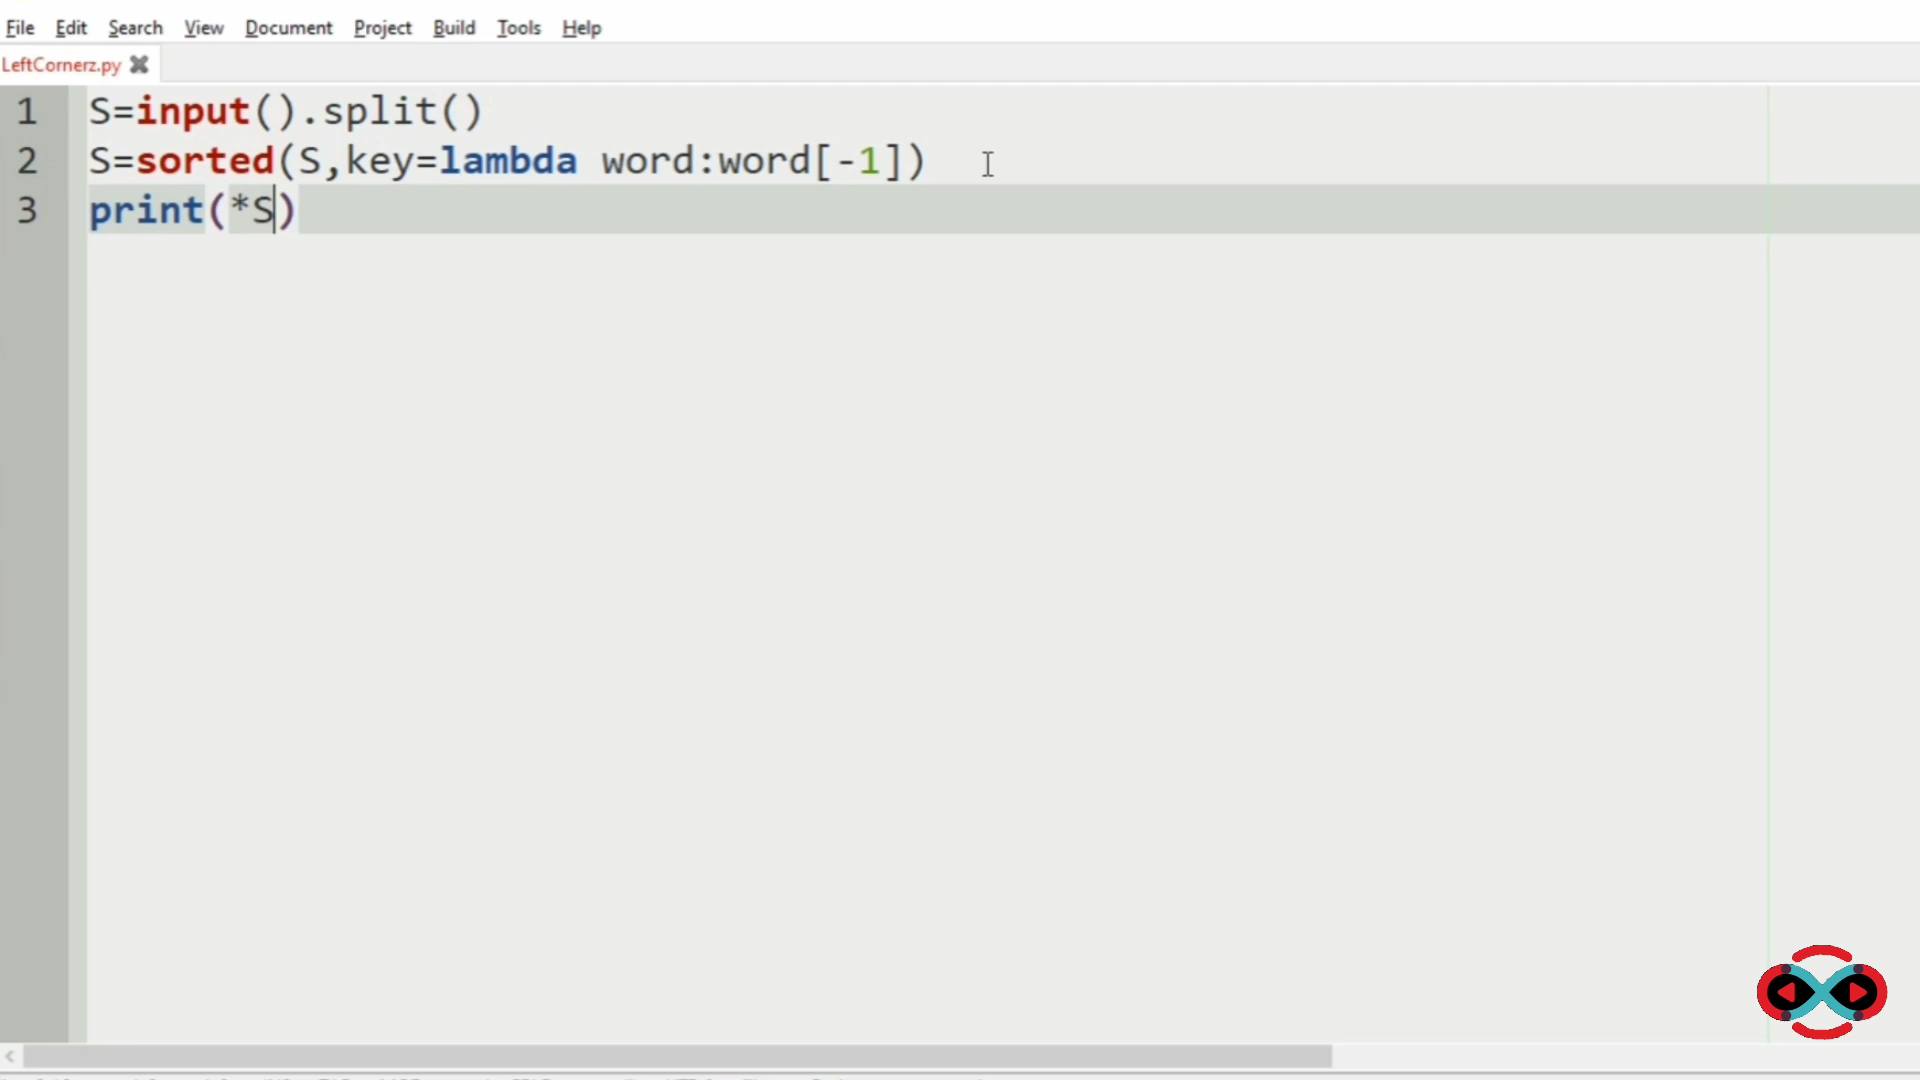 File Edit Search View Document Project Build Tools Help
LeftCornerz.py
1 S=input().split()
2 S=sorted(S,key=lambda word:word[-1])
3 print(*S)